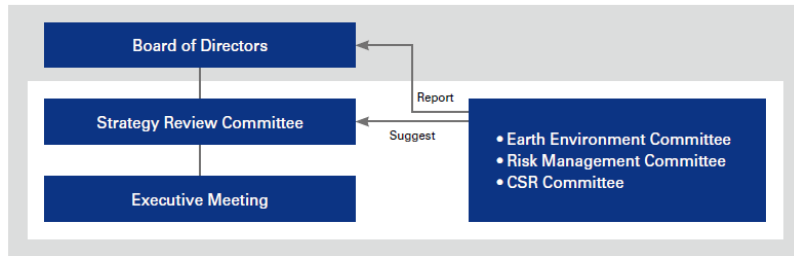 Board of Directors
Report
Strategy Review Committee
Suggest
• Earth Environment Committee
• Risk Management Committee
• CSR Committee
Executive Meeting